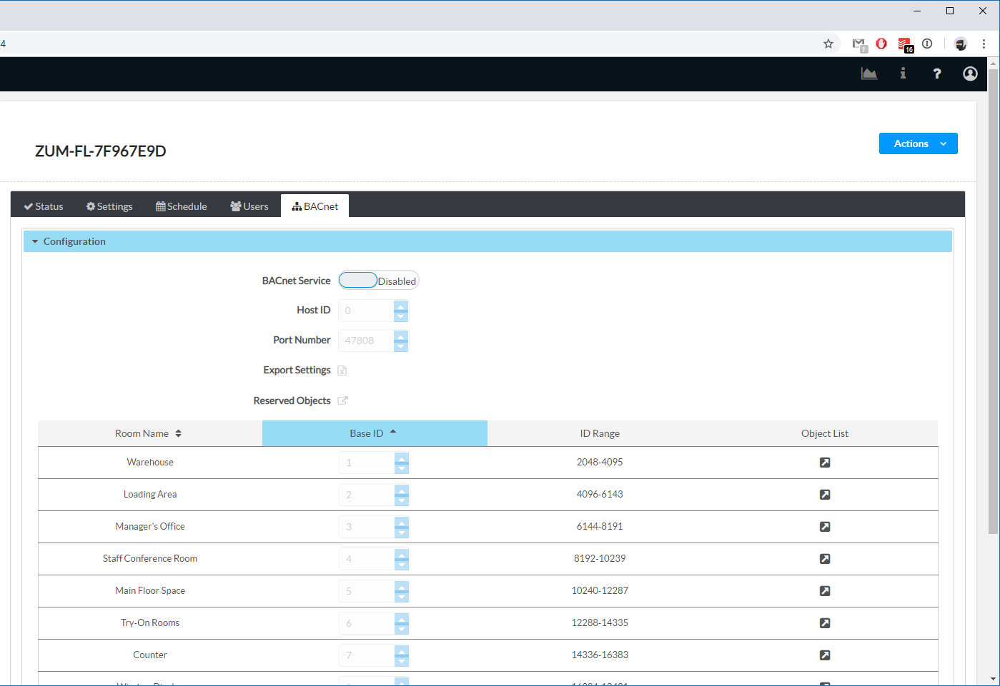 4
?
16
ZUM-FL-7F967E9D
Actions
Status Settings Schedule Users BACnet
Configuration
BACnet Service Disabled
Host ID 0
Port Number 47808
Export Settings
Reserved Objects
Room Name Base ID ID Range Object List
Warehouse 1 2048-4095
Loading Area 2 4096-6143
Manager's Office 3 6144-8191
Staff Conference Room 4 8192-10239
Main Floor Space 5 10240-12287
Try-On Rooms 6 12288-14335
Counter 7 14336-16383